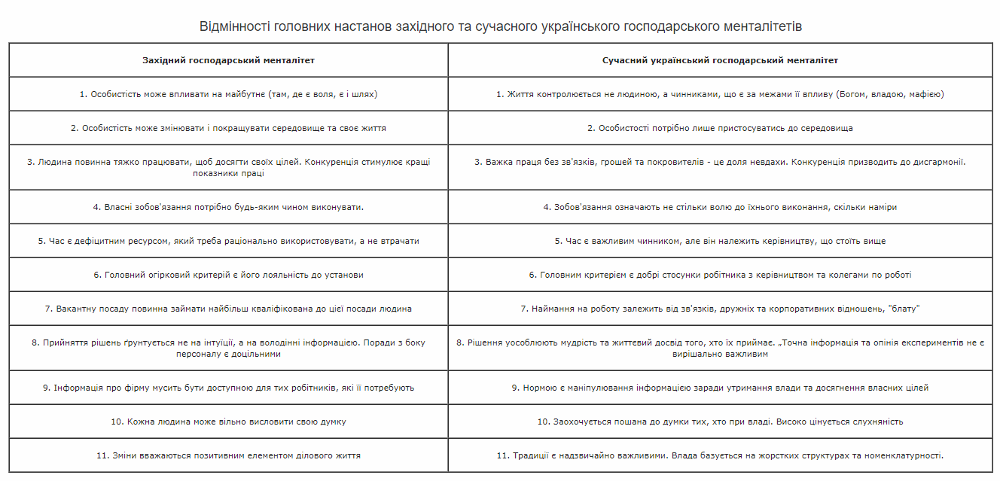 Відмінності головних настанов західного та сучасного українського господарського менталітетів
Західний господарський менталітет
Сучасний український господарський менталітет
1. Особистість може впливати на майбутнє (там, де є воля, є і шлях)
1. Життя контролюється не людиною, а чинниками, що є за межами її впливу (Богом, владою, мафією)
2. Особистість може змінювати і покращувати середовище та своє життя
2. Особистості потрібно лише пристосуватись до середовища
3. Людина повинна тяжко працювати, щоб досягти своїх цілей. Конкуренція стимулює кращі
показники праці
3. Важка праця без зв'язків, грошей та покровителів - це доля невдахи. Конкуренція призводить до дисгармонії.
4. Власні зобов'язання потрібно будь-яким чином виконувати.
4. Зобов'язання означають не стільки волю до їхнього виконання, скільки наміри
5. Час є дефіцитним ресурсом, який треба раціонально використовувати, а не втрачати
5. Час є важливим чинником, але він належить керівництву, що стоїть вище
6. Головний огірковий критерій є його лояльність до установи
6. Головним критерієм є добрі стосунки робітника з керівництвом та колегами по роботі
7. Вакантну посаду повинна займати найбільш кваліфікована до цієї посади людина
7. Наймання на роботу залежить від зв'язків, дружніх та корпоративних відношень, "блату"
8. Прийняття рішень ґрунтується не на інтуїції, а на володінні інформацією. Поради з боку
персоналу є доцільними
8. Рішення уособлюють мудрість та життєвий досвід того, хто їх приймає. „Точна інформація та опінія експериментів не є
вирішально важливим
9. Інформація про фірму мусить бути доступною для тих робітників, які її потребують
9. Нормою є маніпулювання інформацією заради утримання влади та досягнення власних цілей
10. Кожна людина може вільно висловити свою думку
10. Заохочується пошана до думки тих, хто при владі. Високо цінується слухняність
11. Зміни вважаються позитивним елементом ділового життя
11. Традиції є надзвичайно важливими. Влада базується на жорстких структурах та номенклатурності.